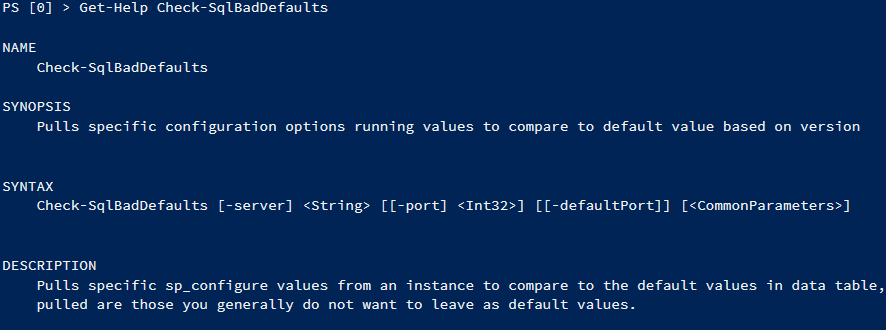 PS [0] > Get-Help Check-SqlBadDefaults
NAME
Check-SqlBadDefaults
SYNOPSIS
Pulls specific configuration options running values to compare to default value based on version
SYNTAX
Check-SqlBadDefaults [-server] <String> [[-port] <Int32>] [[-defaultPort]] [<CommonParameters>]
DESCRIPTION
Pulls specific sp_configure values from an instance to compare to the default values in data table,
pulled are those you generally do not want to leave as default values.